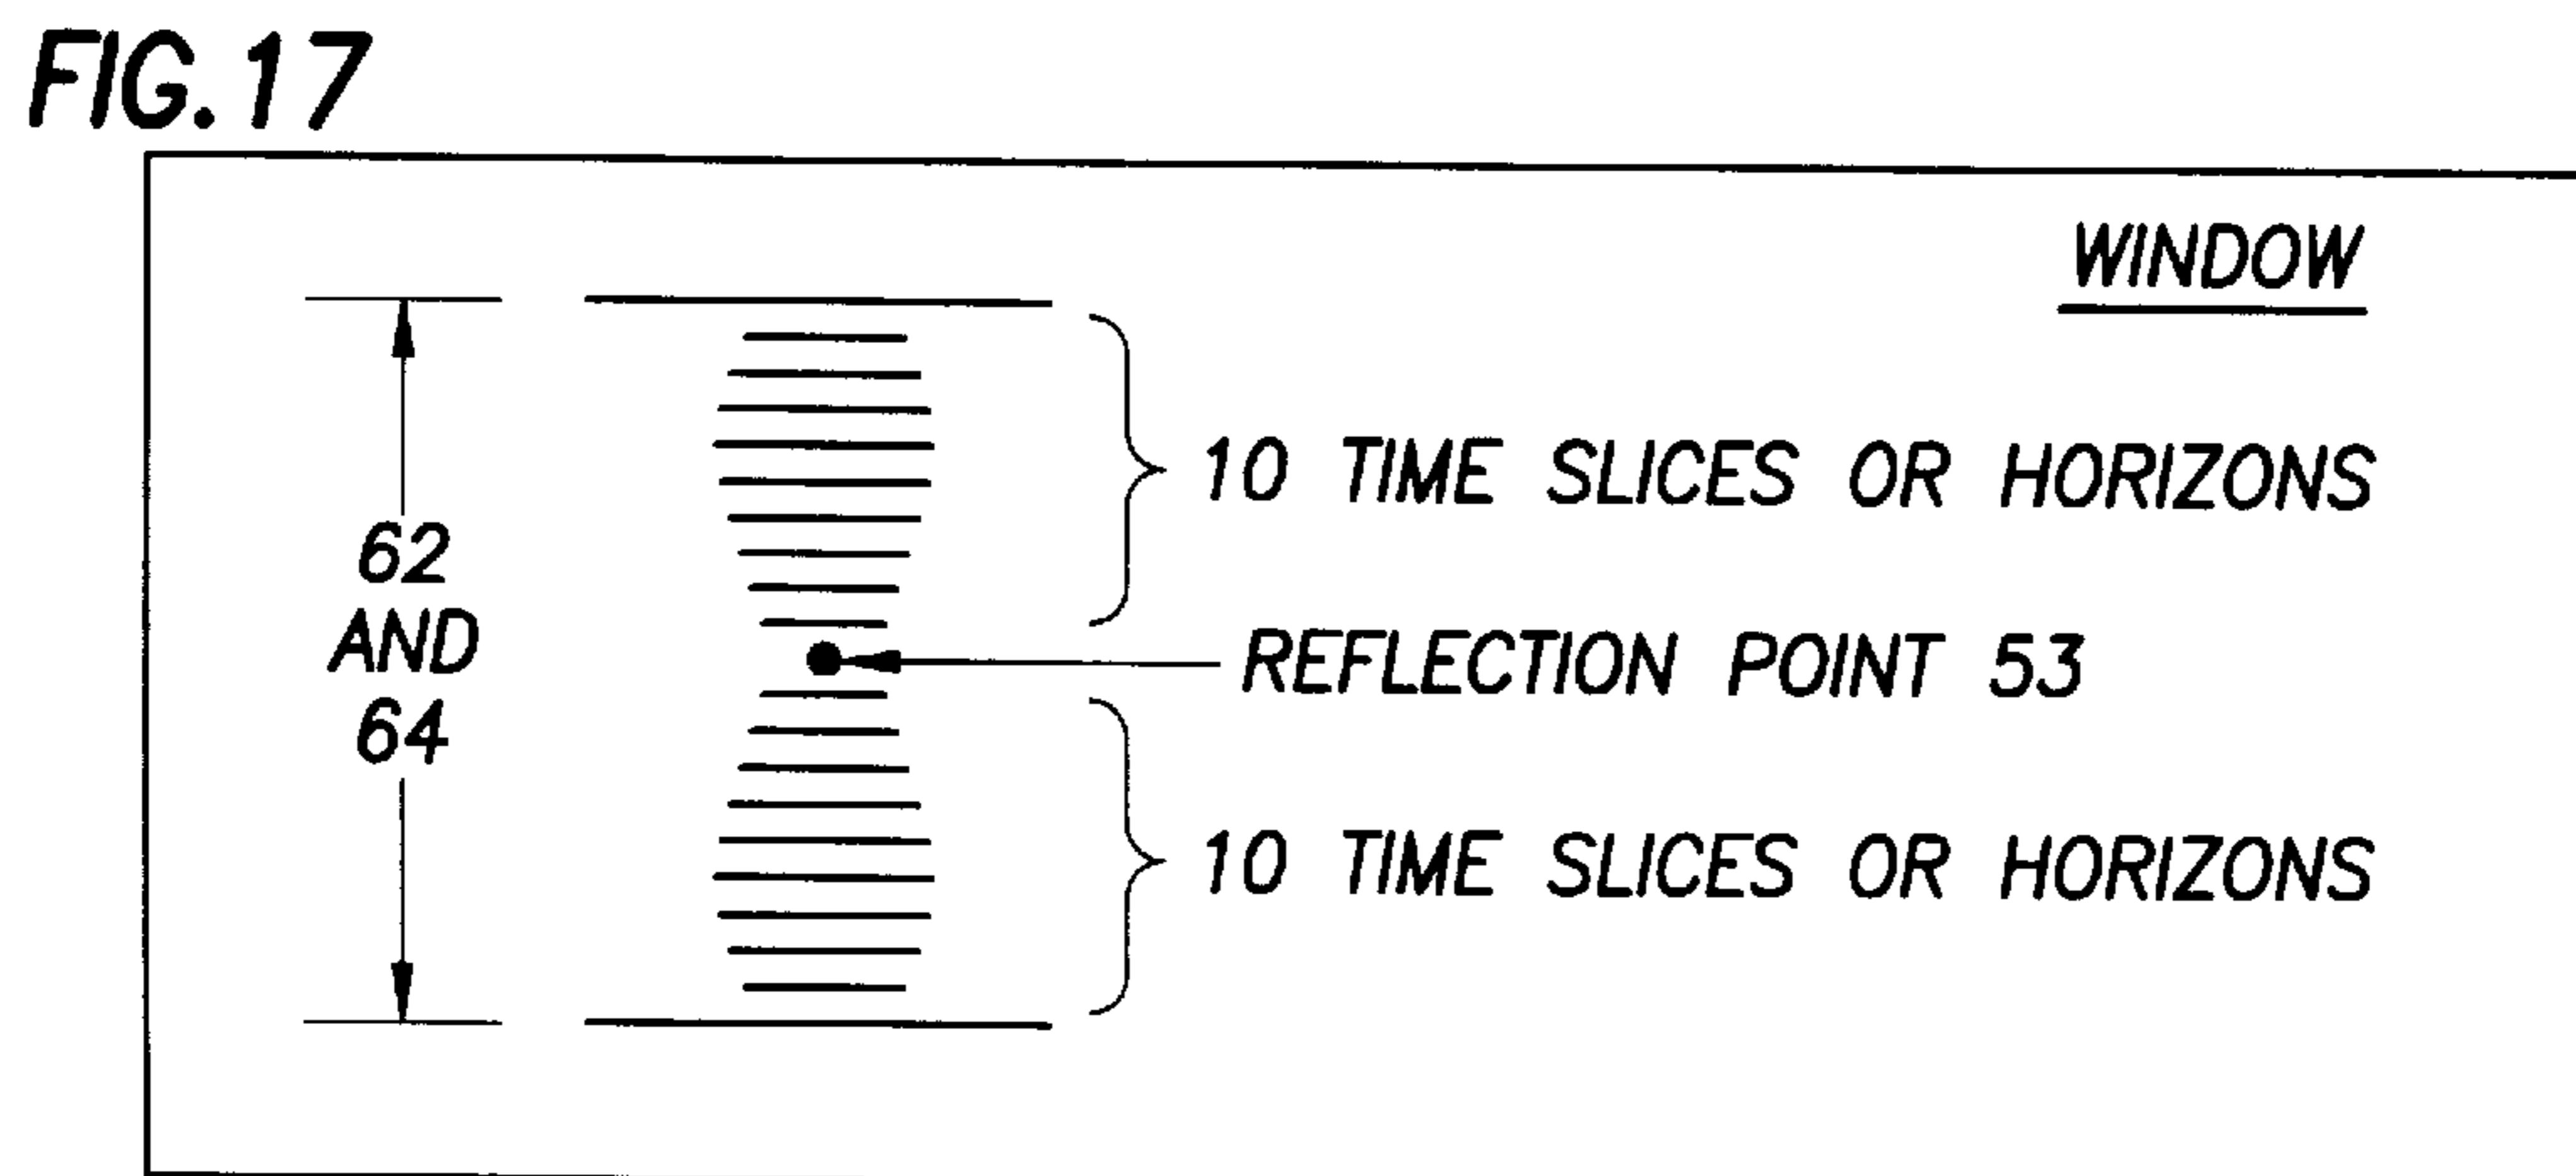 FIG.17
WINDOW
10 TIME SLICES OR HORIZONS
62
AND
64
REFLECTION POINT 53
10 TIME SLICES OR HORIZONS